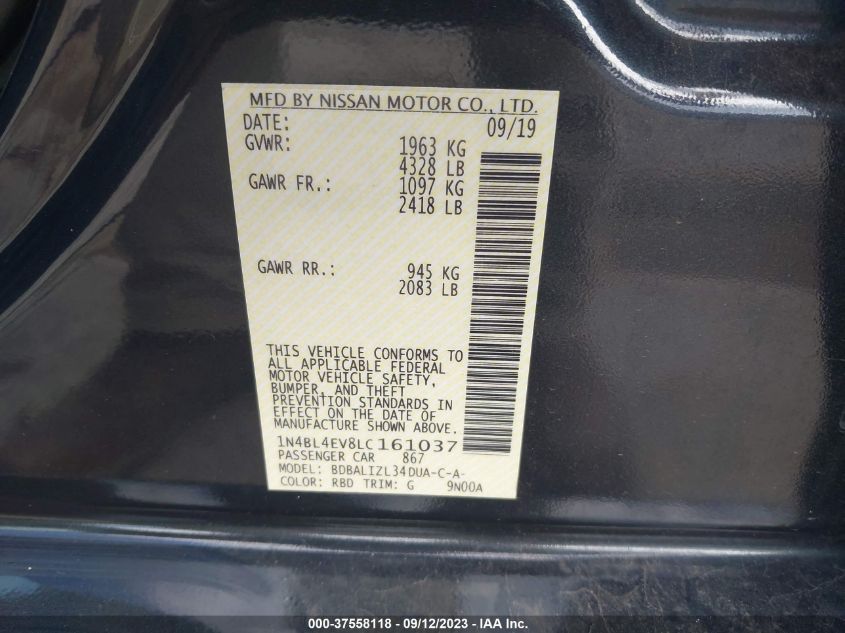 MFD BY NISSAN MOTOR CO., LTD.
DATE: 09/19
GVWR: 1963 KG
4328 LB
GAWR FR.: 1097 KG
2418 LB
GAWR RR.: 945 KG
2083 LB
THIS VEHICLE CONFORMS TO
ALL APPLICABLE FEDERAL
MOTOR VEHICLE SAFETY,
BUMPER, AND THEFT
PREVENTION STANDARDS IN
EFFECT ON THE DATE OF
MANUFACTURE SHOWN ABOVE.
1N4BL4EV8LC161037
PASSENGER CAR 867
MODEL: BDBALIZL34DUA-C-A-
COLOR: RBD TRIM: G 9N00A
000-37558118 - 09/12/2023 - IAAI.com